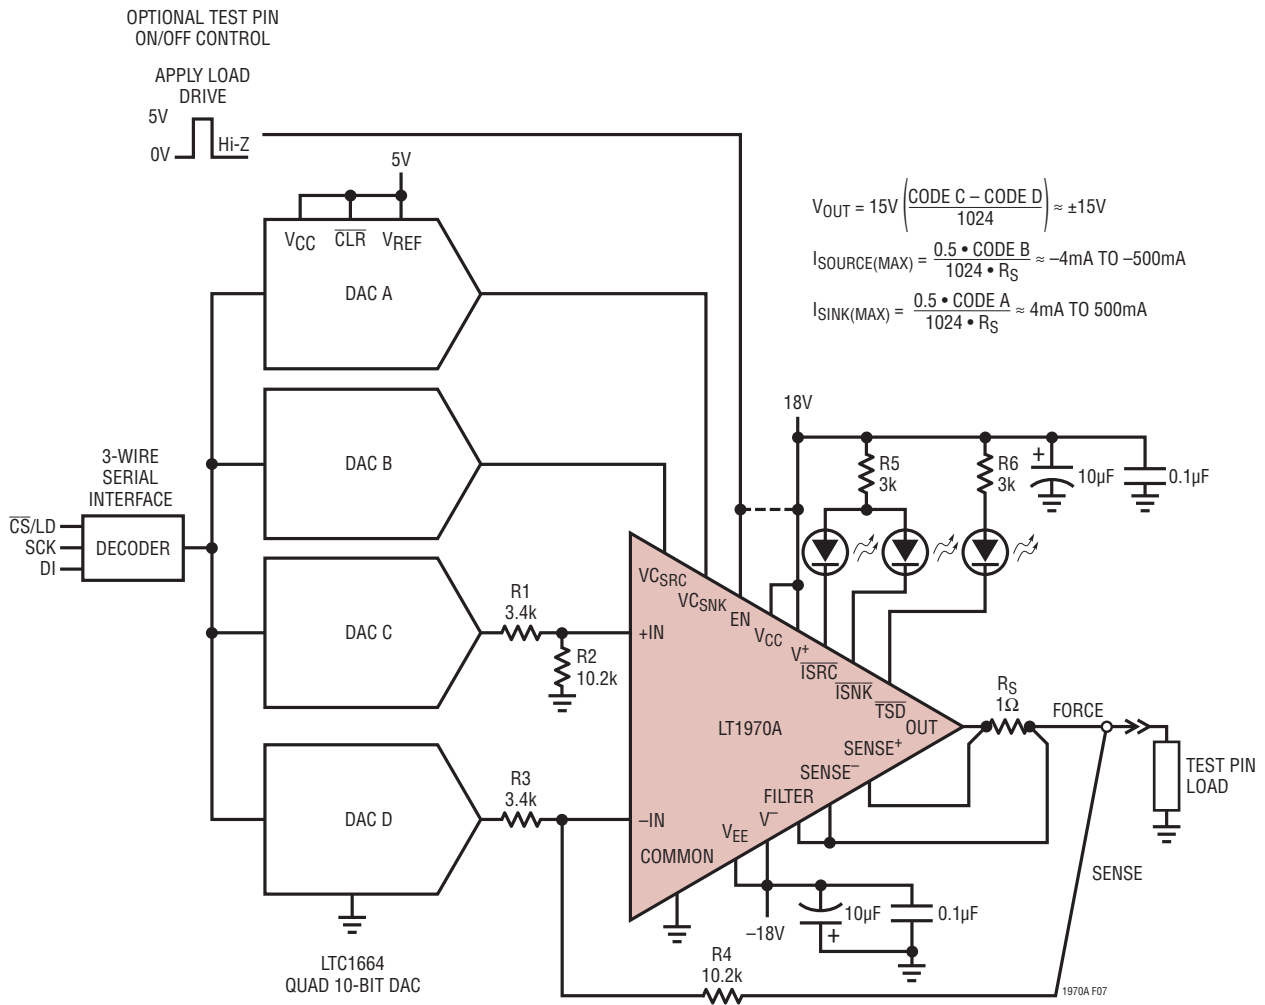 OPTIONAL TEST PIN
ON/OFF CONTROL
APPLY LOAD
DRIVE
5V
0V
Hi-Z
5V
VCC
CLR
VREF
DAC A
VOUT = 15V (CODE C – CODE D / 1024) ≈ ±15V
ISOURCE(MAX) = 0.5 • CODE B / 1024 • RS ≈ –4mA TO –500mA
ISINK(MAX) = 0.5 • CODE A / 1024 • RS ≈ 4mA TO 500mA
18V
R5
3k
R6
3k
+
10µF
0.1µF
DAC B
3-WIRE
SERIAL
INTERFACE
CS/LD
SCK
DI
DECODER
DAC C
R1
3.4k
R2
10.2k
VCSRC
VCSNK
EN
VCC
V+
ISRC
ISNK
TSD
OUT
+IN
LT1970A
SENSE+
SENSE–
FILTER
V–
VEE
–IN
COMMON
RS
1Ω
FORCE
TEST PIN
LOAD
SENSE
DAC D
R3
3.4k
10µF
+
0.1µF
–18V
R4
10.2k
LTC1664
QUAD 10-BIT DAC
1970A F07